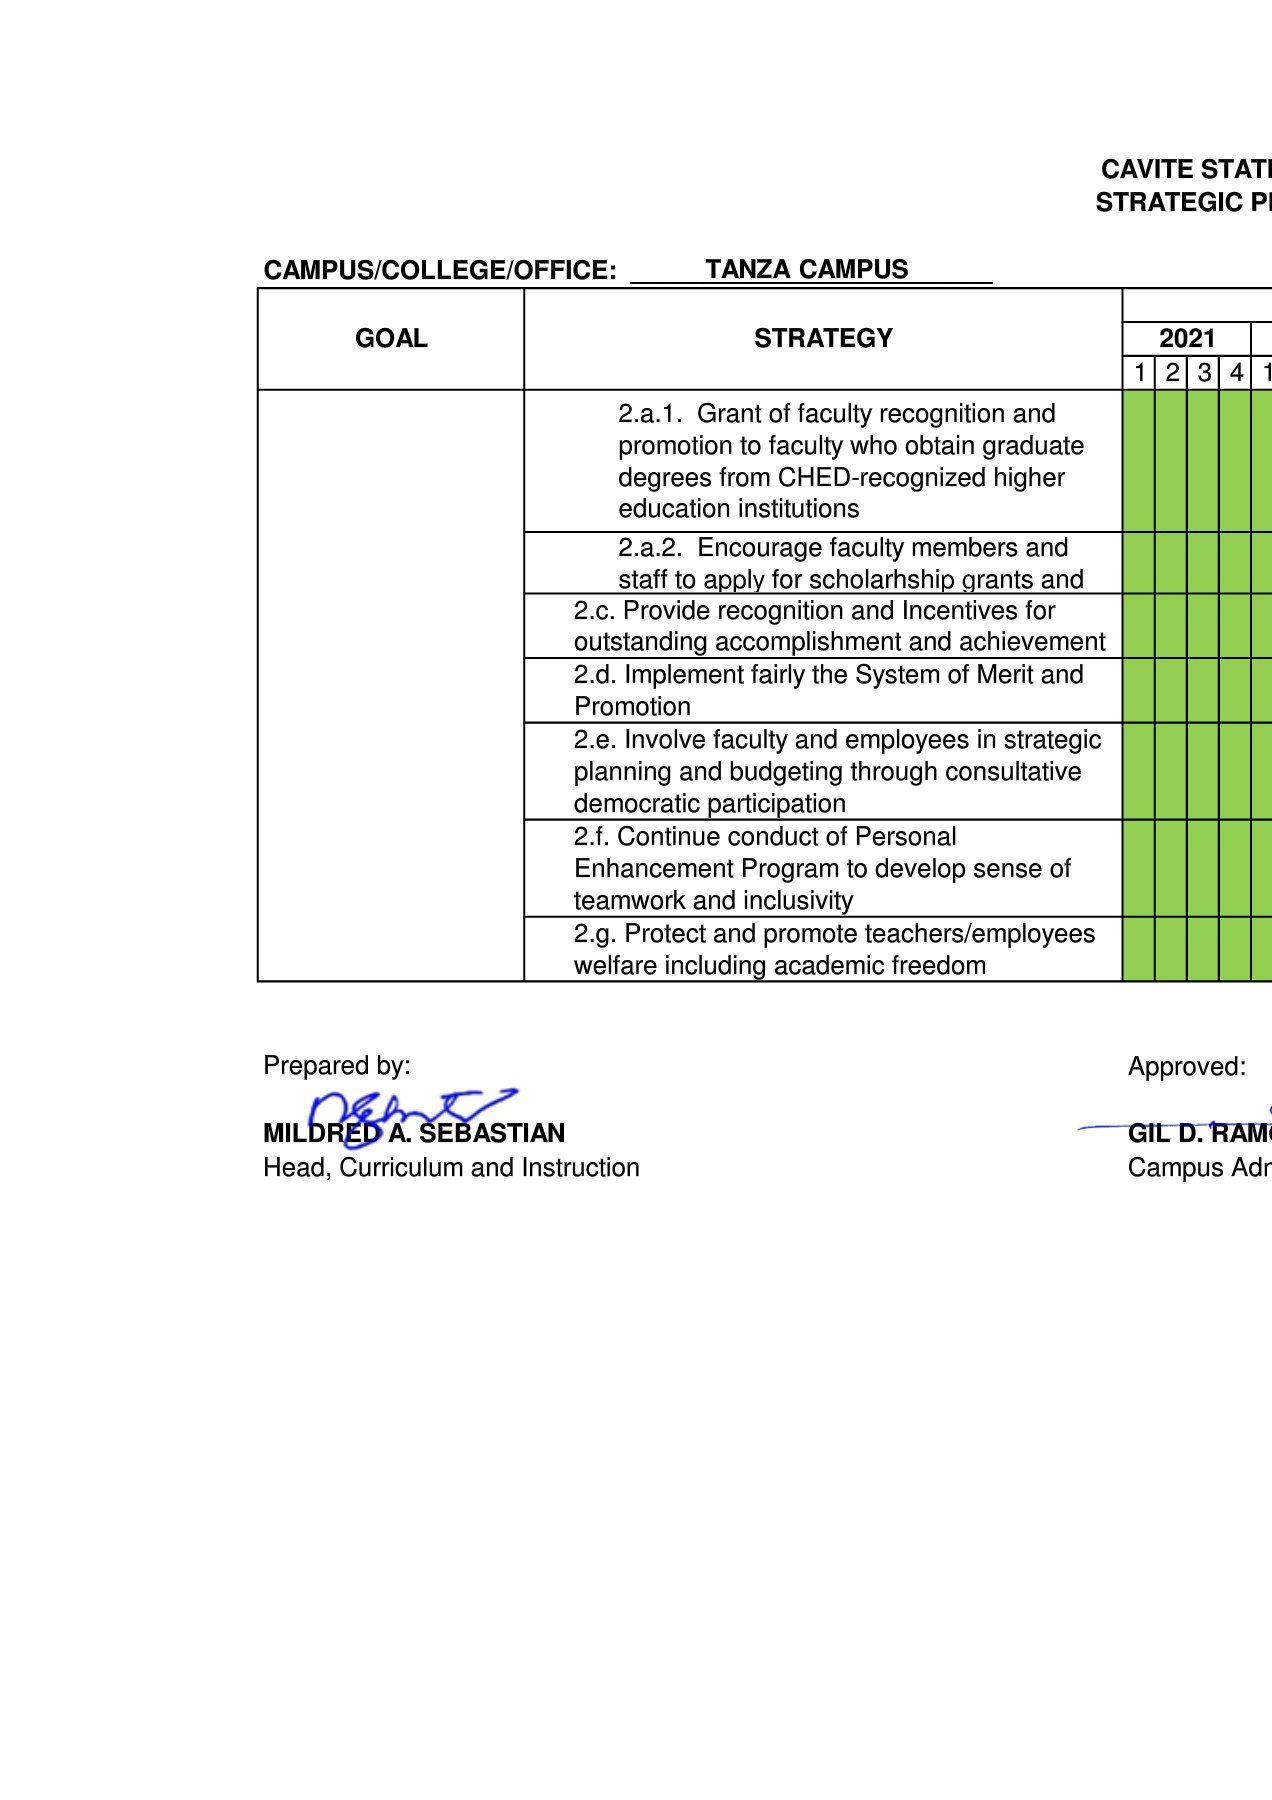 CAVITE STAT
STRATEGIC P
CAMPUS/COLLEGE/OFFICE: TANZA CAMPUS
GOAL STRATEGY 2021
1 2 3 4 1
2.a.1. Grant of faculty recognition and
promotion to faculty who obtain graduate
degrees from CHED-recognized higher
education institutions
2.a.2. Encourage faculty members and
staff to apply for scholarhship grants and
2.c. Provide recognition and Incentives for
outstanding accomplishment and achievement
2.d. Implement fairly the System of Merit and
Promotion
2.e. Involve faculty and employees in strategic
planning and budgeting through consultative
democratic participation
2.f. Continue conduct of Personal
Enhancement Program to develop sense of
teamwork and inclusivity
2.g. Protect and promote teachers/employees
welfare including academic freedom
Prepared by: Approved:
MILDRED A. SEBASTIAN GIL D. RAM
Head, Curriculum and Instruction Campus Ad